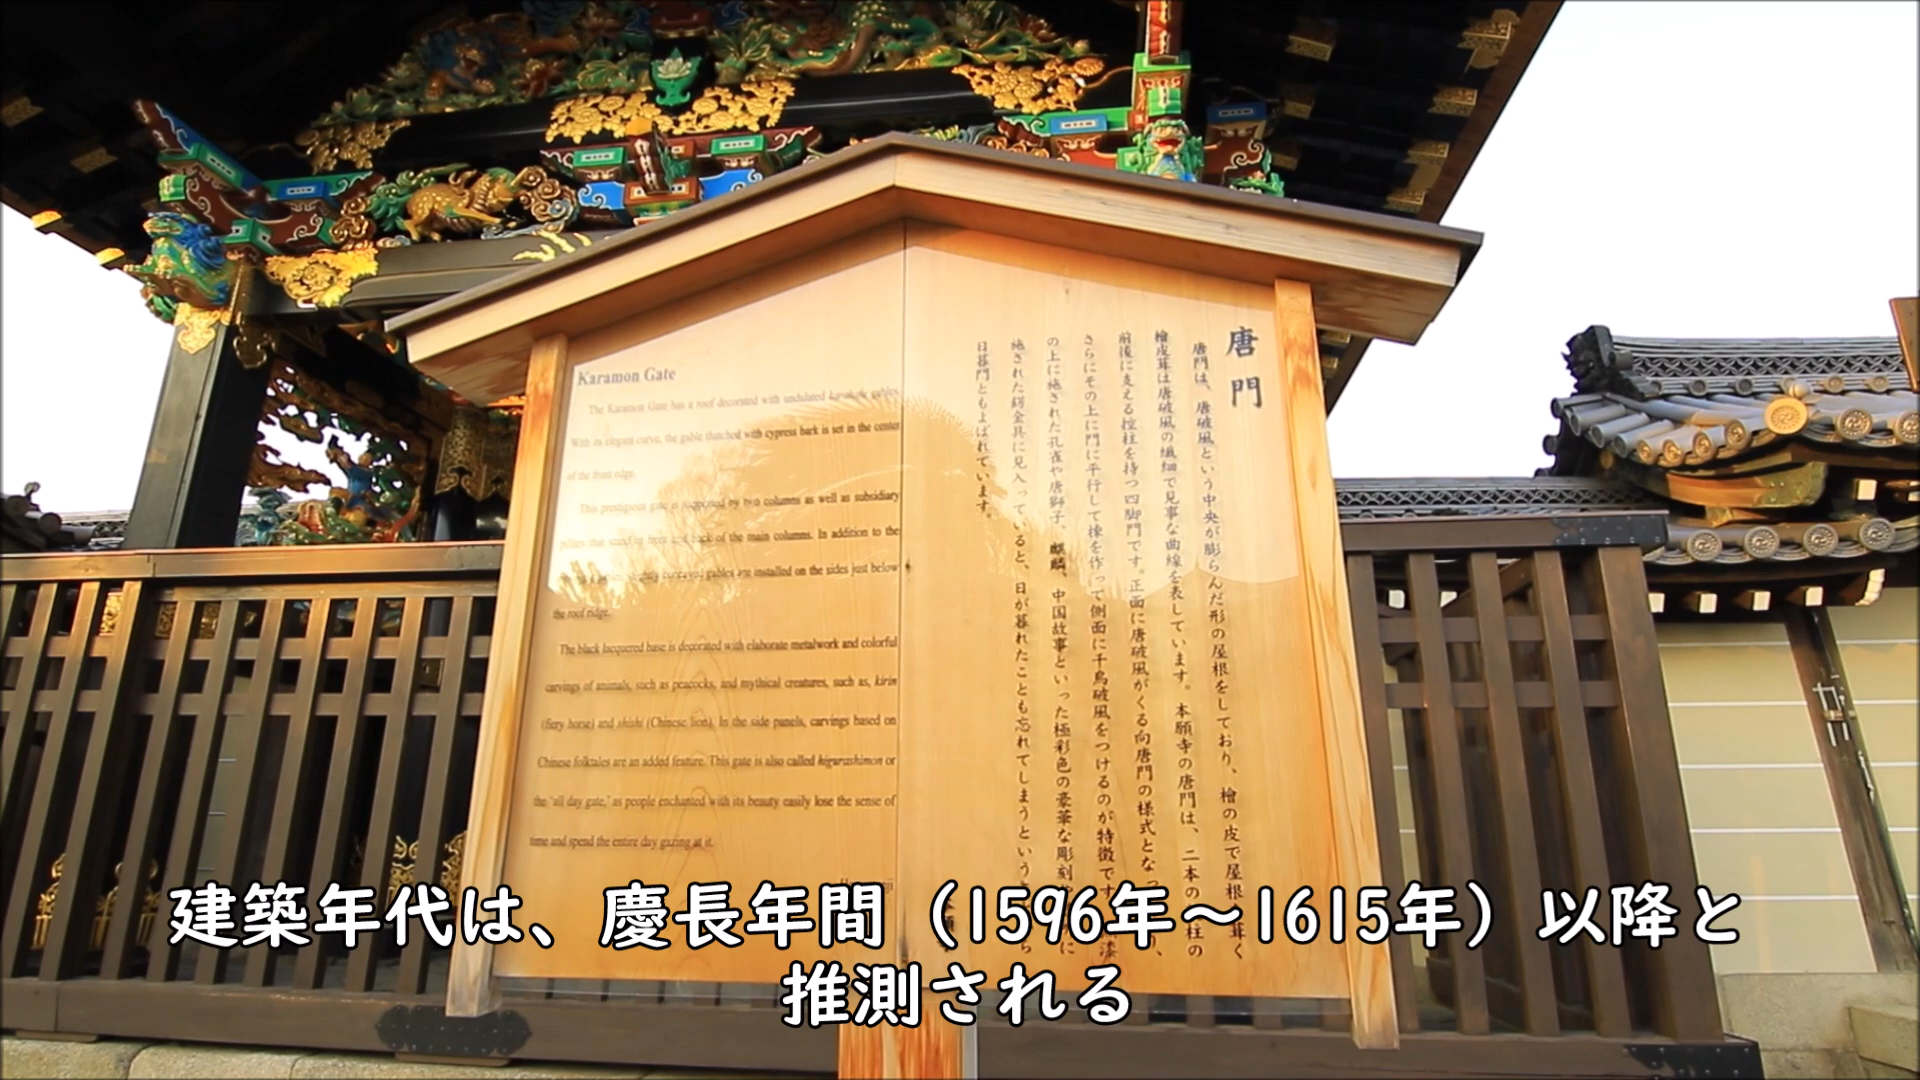 Karamon Gate
The Karamon Gate has a roof decorated with undulated karahafu gables.
With its elegant curve, the gable thatched with cypress bark is set in the center
of the front edge.
This prestigious gate is supported by two columns as well as subsidiary
pillars that stand in front and back of the main columns. In addition to the
slightly concaved gables are installed on the sides just below
the roof ridge.
The black lacquered base is decorated with elaborate metalwork and colorful
carvings of animals, such as peacocks, and mythical creatures, such as, kirin
(fiery horse) and shishi (Chinese lion). In the side panels, carvings based on
Chinese folktales are an added feature. This gate is also called higurashimon or
the 'all day gate,' as people enchanted with its beauty easily lose the sense of
time and spend the entire day gazing at it.
唐門
唐門は、唐破風という中央が膨らんだ形の屋根をしており、檜の皮で屋根を葺く
檜皮葺は唐破風の繊細で見事な曲線を表しています。本願寺の唐門は、二本の柱の
前後に支える控柱を持つ四脚門です。正面に唐破風がくる向唐門の様式となっ
さらにその上に門に平行して棟を作って側面に千鳥破風をつけるのが特徴です
の上に施された孔雀や唐獅子、麒麟、中国故事といった極彩色の豪華な彫刻
施された錺金具に見入っていると、日が暮れたことも忘れてしまうという
日暮門ともよばれています。
建築年代は、慶長年間（1596年～1615年）以降と
推測される